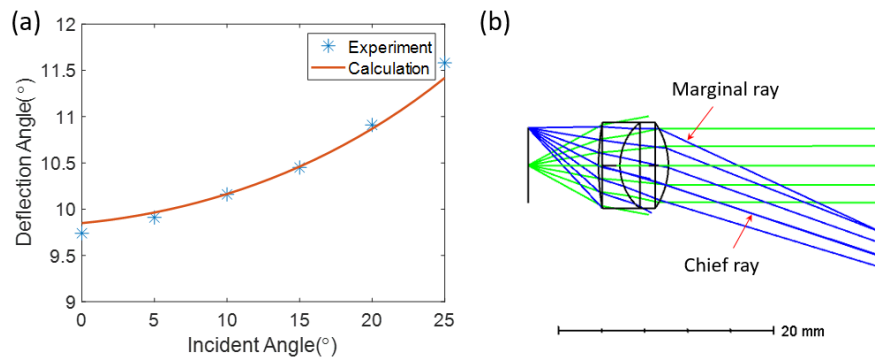 (a)
12
11.5
11
10.5
10
9.5
9
Deflection Angle(°)
0
5
10
15
20
25
Incident Angle(°)
Experiment
Calculation
(b)
Marginal ray
Chief ray
20 mm